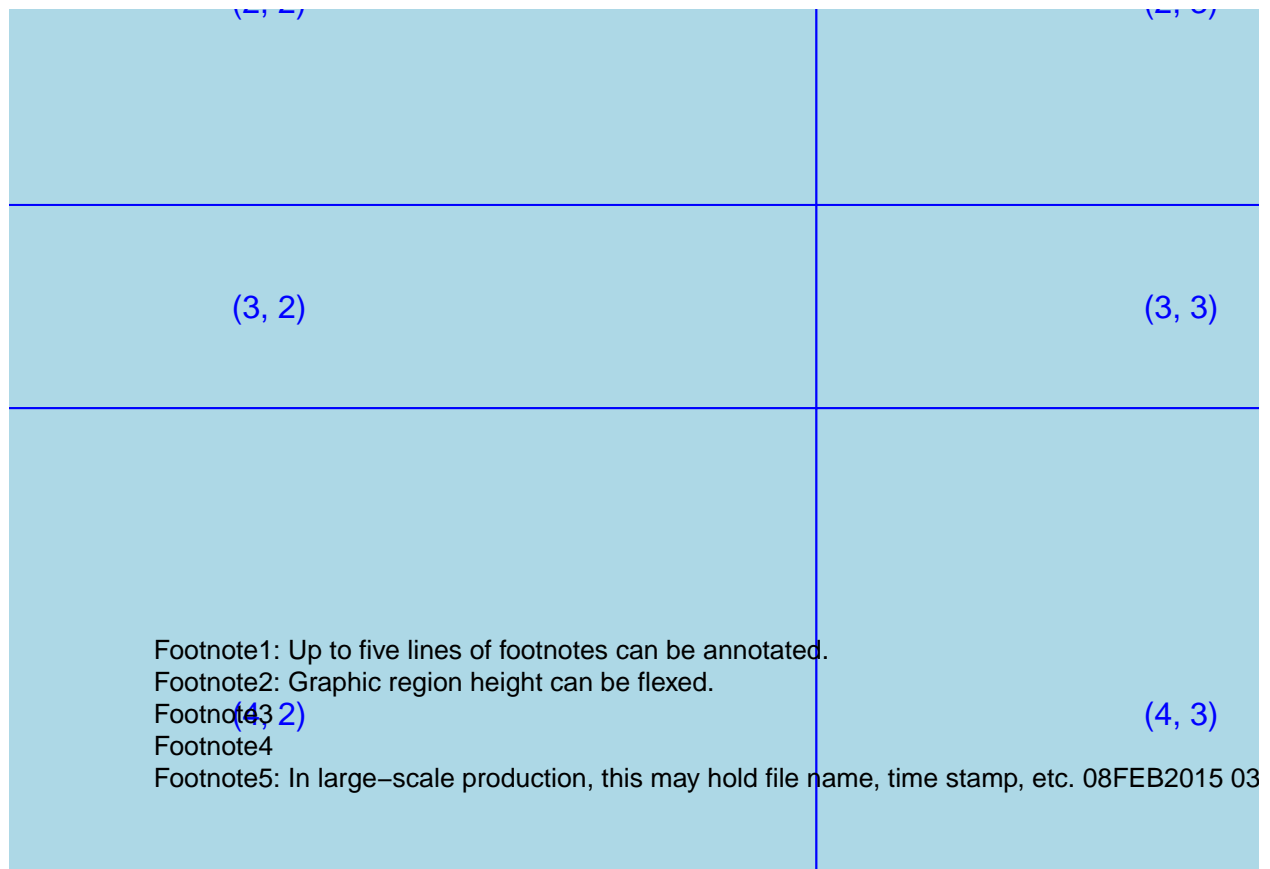 (3, 2) (3, 3)
Footnote1: Up to five lines of footnotes can be annotated.
Footnote2: Graphic region height can be flexed.
Footnote3
(4, 2) (4, 3)
Footnote4
Footnote5: In large−scale production, this may hold file name, time stamp, etc. 08FEB2015 03